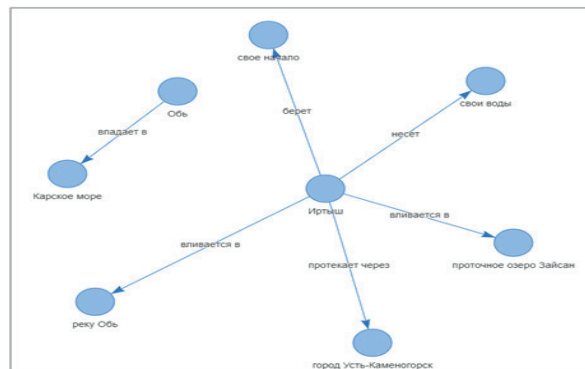 свое начало
Обь
свои воды
берет
впадает в
несет
Карское море
Иртыш
вливается в
вливается в
проточное озеро Зайсан
протекает через
реку Обь
город Усть-Каменогорск